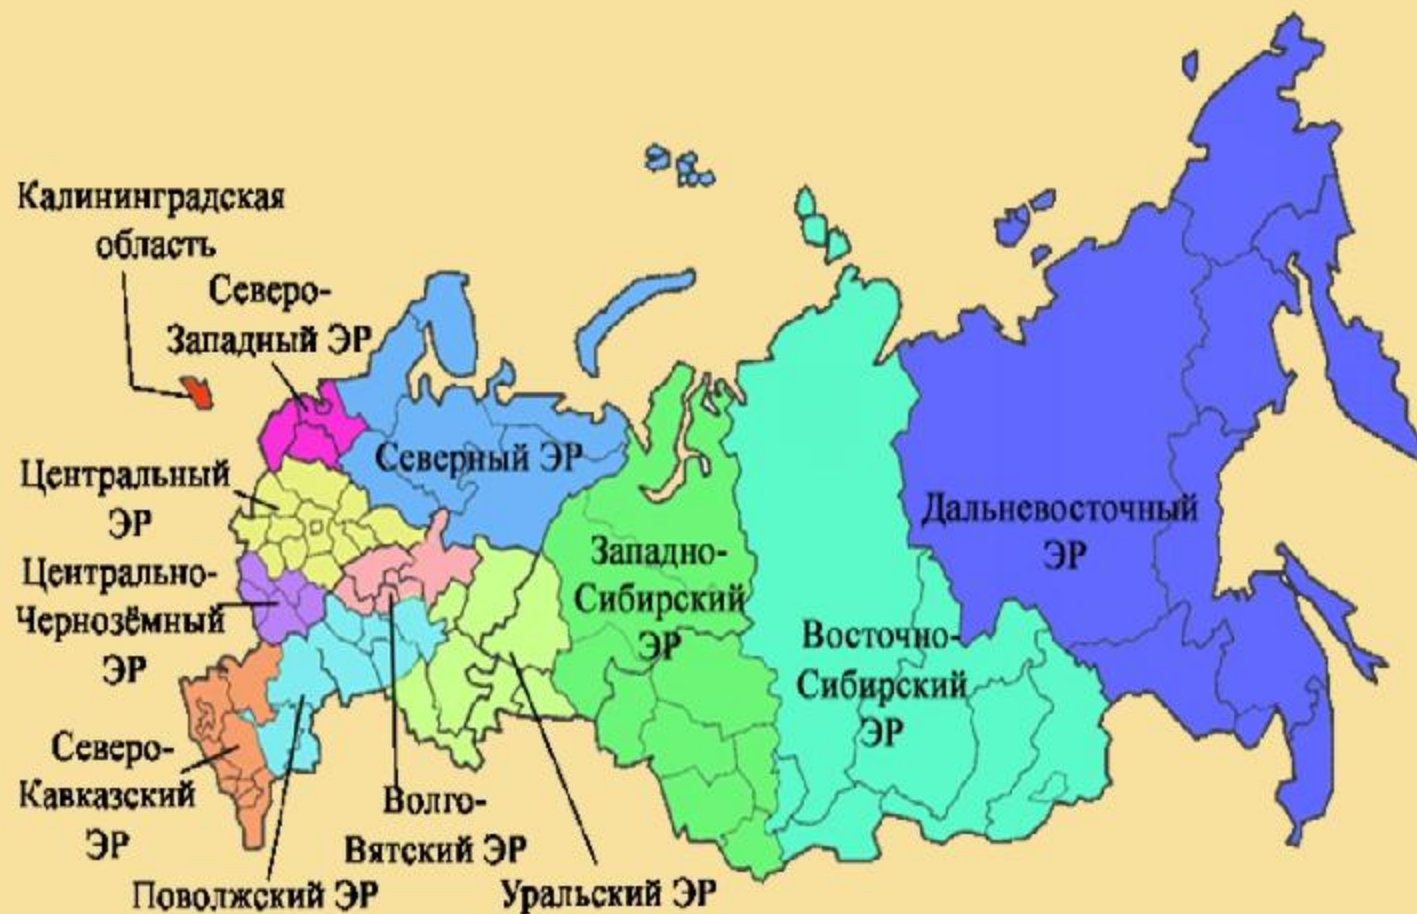 Калининградская
область
Северо-
Западный ЭР
Северный ЭР
Центральный
ЭР
Центрально-
Чернозёмный
ЭР
Северо-
Кавказский
ЭР
Поволжский ЭР
Волго-
Вятский ЭР
Уральский ЭР
Западно-
Сибирский
ЭР
Восточно-
Сибирский
ЭР
Дальневосточный
ЭР